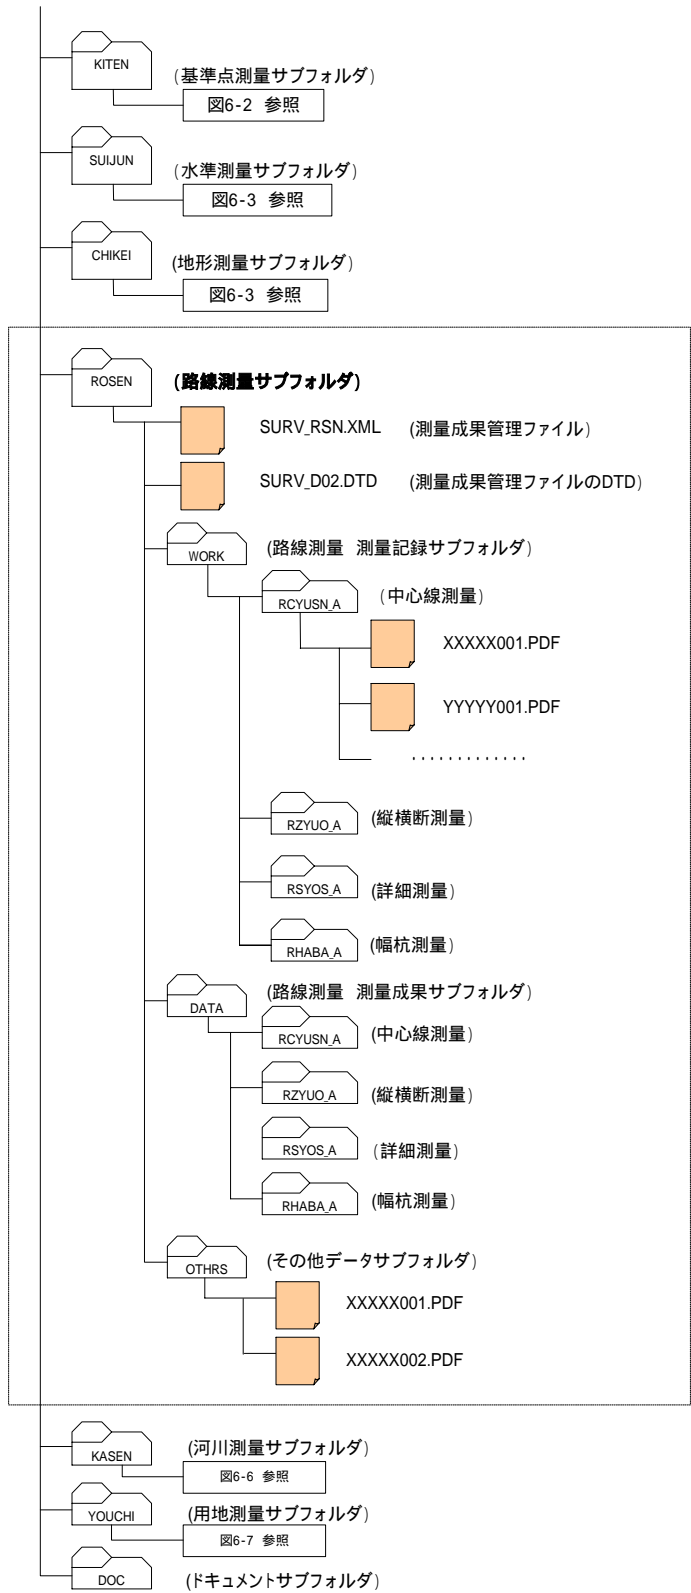 KITEN
(基準点測量サブフォルダ)
図6-2 参照
SUIJUN
(水準測量サブフォルダ)
図6-3 参照
CHIKEI
(地形測量サブフォルダ)
図6-3 参照
ROSEN
(路線測量サブフォルダ)
SURV_RSN.XML (測量成果管理ファイル)
SURV_D02.DTD (測量成果管理ファイルのDTD)
WORK
(路線測量 測量記録サブフォルダ)
RCYUSN_A
(中心線測量)
XXXXX001.PDF
YYYYY001.PDF
・・・・・・・・・・・・・
RZYUO_A
(縦横断測量)
RSYOS_A
(詳細測量)
RHABA_A
(幅杭測量)
DATA
(路線測量 測量成果サブフォルダ)
RCYUSN_A
(中心線測量)
RZYUO_A
(縦横断測量)
RSYOS_A
(詳細測量)
RHABA_A
(幅杭測量)
OTHRS
(その他データサブフォルダ)
XXXXX001.PDF
XXXXX002.PDF
KASEN
(河川測量サブフォルダ)
図6-6 参照
YOUCHI
(用地測量サブフォルダ)
図6-7 参照
DOC
(ドキュメントサブフォルダ)